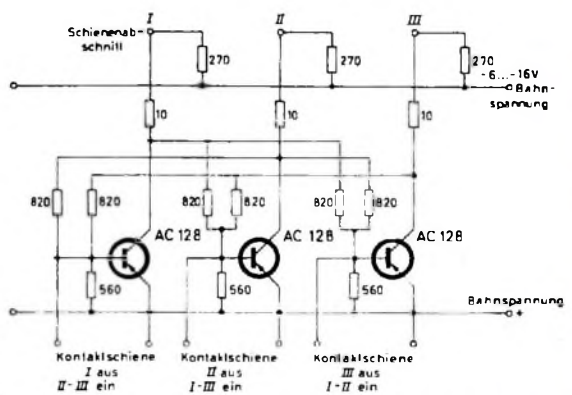 I
II
III
Schienenab-
schnitt
270
270
270
-6...-16V
Bahn-
spannung
10
10
10
820
820
820
820
820
820
AC 128
AC 128
AC 128
560
560
560
Bahnspannung
+
Kontaktschiene
I aus
II-III ein
Kontaktschiene
II aus
I-III ein
Kontaktschiene
III aus
I-II ein